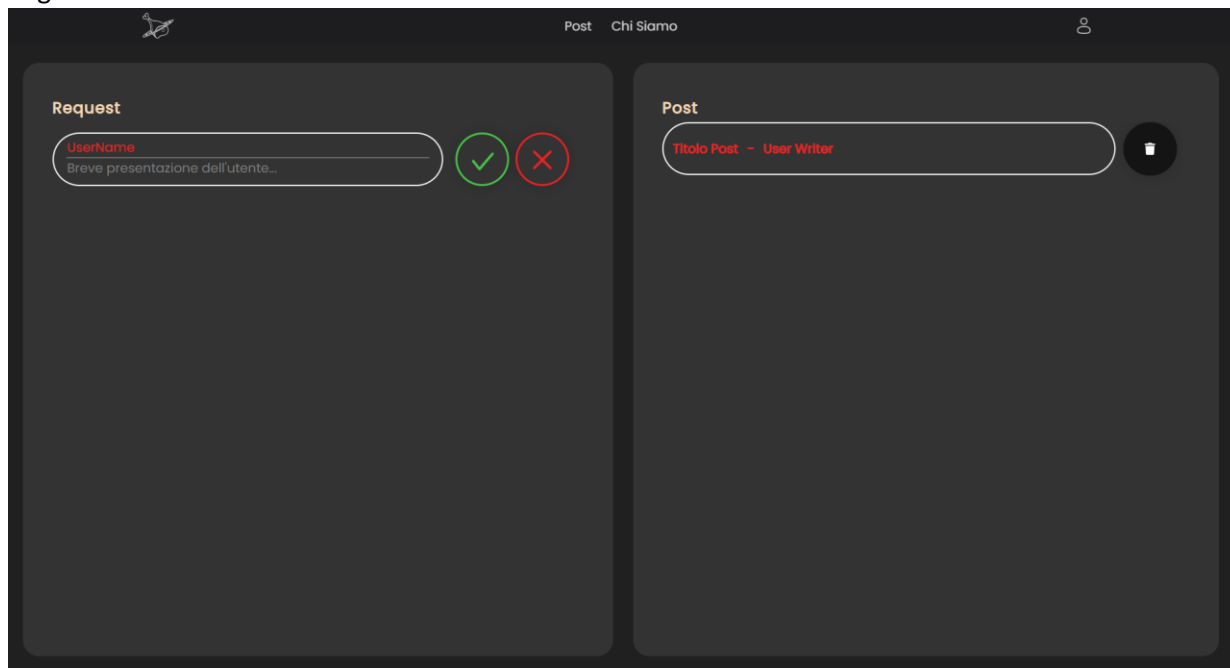 Post Chi Siamo
Request
UserName
Breve presentazione dell'utente...
Post
Titolo Post - User Writer